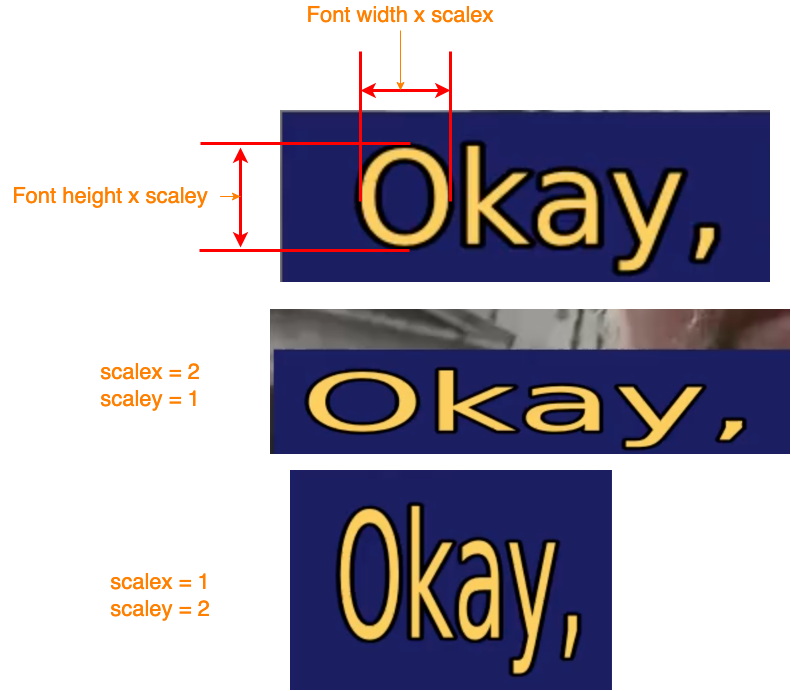 Font width x scalex
Font height x scaley
Okay,
scalex = 2
scaley = 1
Okay,
scalex = 1
scaley = 2
Okay,